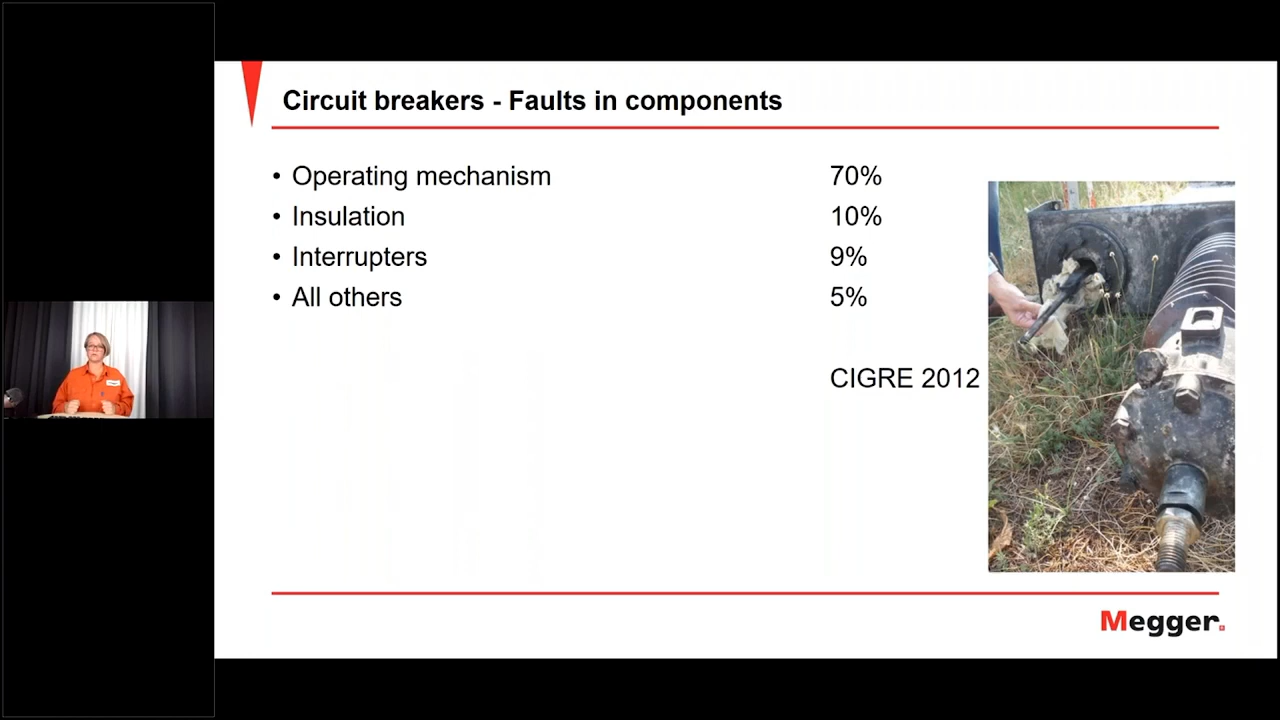 Circuit breakers - Faults in components
• Operating mechanism 70%
• Insulation 10%
• Interrupters 9%
• All others 5%
CIGRE 2012
Megger